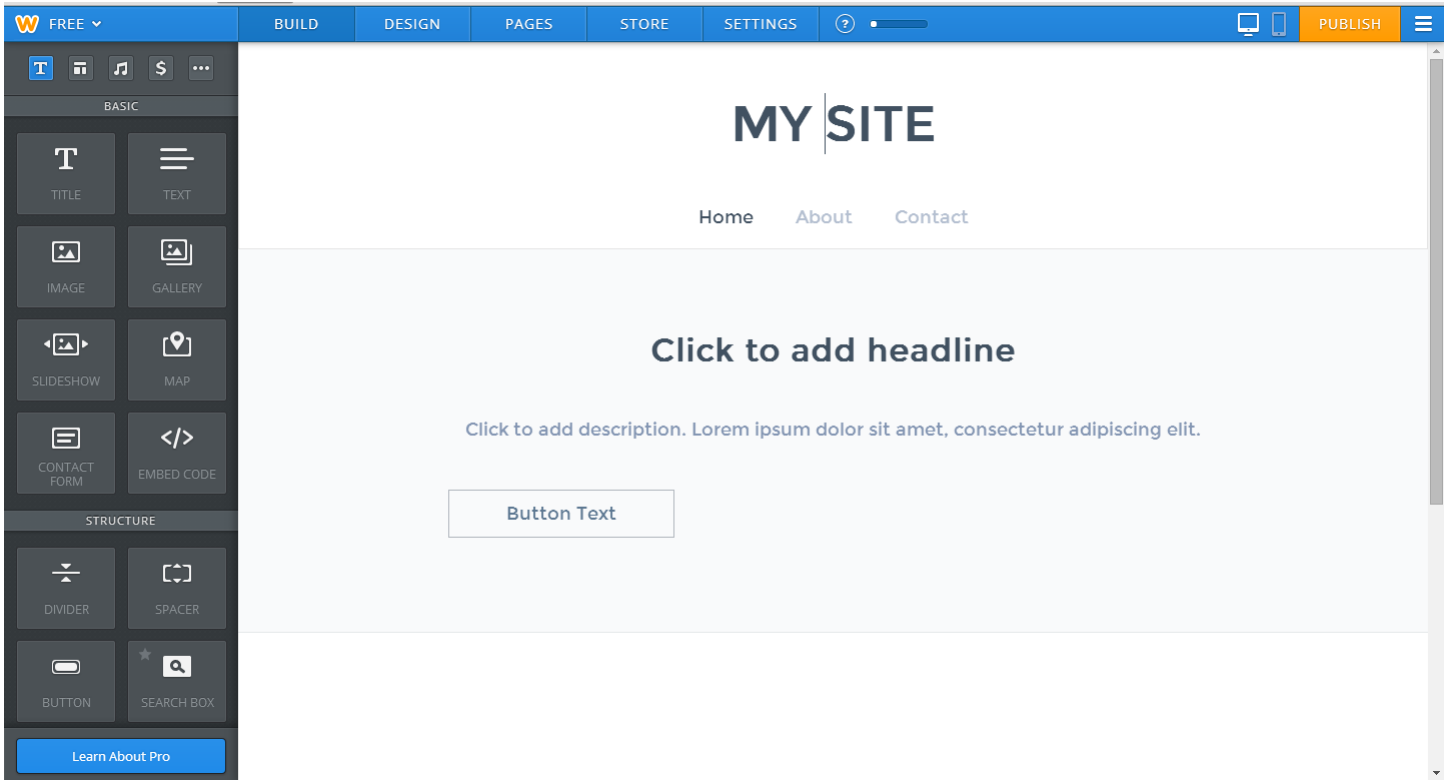 FREE
BUILD
DESIGN
PAGES
STORE
SETTINGS
?
PUBLISH
T
$
BASIC
T
TITLE
TEXT
IMAGE
GALLERY
SLIDESHOW
MAP
CONTACT
FORM
</>
EMBED CODE
STRUCTURE
DIVIDER
SPACER
BUTTON
SEARCH BOX
Learn About Pro
MY SITE
Home
About
Contact
Click to add headline
Click to add description. Lorem ipsum dolor sit amet, consectetur adipiscing elit.
Button Text